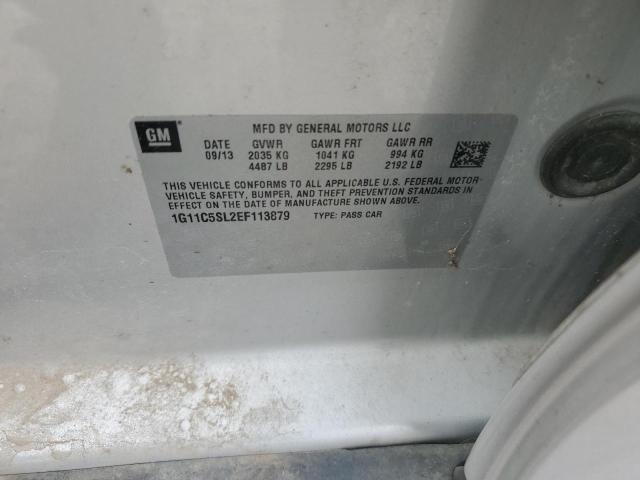 GM
MFD BY GENERAL MOTORS LLC
DATE GVWR GAWR FRT GAWR RR
09/13 2035 KG 1041 KG 994 KG
4487 LB 2295 LB 2192 LB
THIS VEHICLE CONFORMS TO ALL APPLICABLE U.S. FEDERAL MOTOR
VEHICLE SAFETY, BUMPER, AND THEFT PREVENTION STANDARDS IN
EFFECT ON THE DATE OF MANUFACTURE SHOWN ABOVE.
1G11C5SL2EF113879 TYPE: PASS CAR